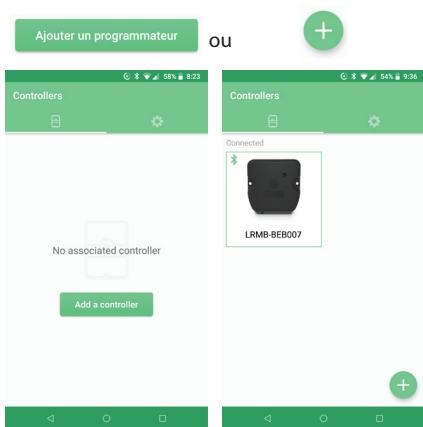 Ajouter un programmateur ou
58% 8:23
Controllers
No associated controller
Add a controller
54% 9:36
Controllers
Connected
LRMB-BEB007